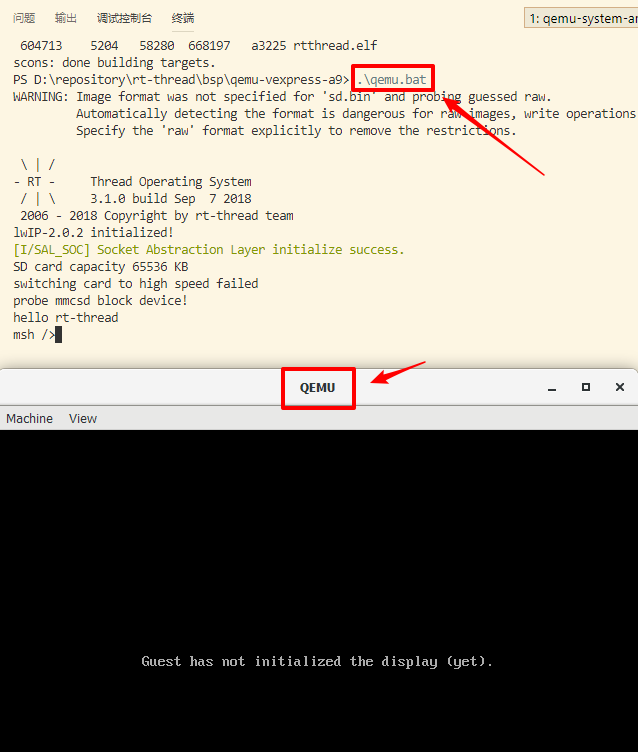 问题 输出 调试控制台 终端 1: qemu-system-ar
604713 5204 58280 668197 a3225 rtthread.elf
scons: done building targets.
PS D:\repository\rt-thread\bsp\qemu-vexpress-a9> .\qemu.bat
WARNING: Image format was not specified for 'sd.bin' and probing guessed raw.
Automatically detecting the format is dangerous for raw images, write operations
Specify the 'raw' format explicitly to remove the restrictions.
\ | /
- RT - Thread Operating System
/ | \ 3.1.0 build Sep 7 2018
2006 - 2018 Copyright by rt-thread team
lwIP-2.0.2 initialized!
[I/SAL_SOC] Socket Abstraction Layer initialize success.
SD card capacity 65536 KB
switching card to high speed failed
probe mmcsd block device!
hello rt-thread
msh />
QEMU
Machine View
Guest has not initialized the display (yet).